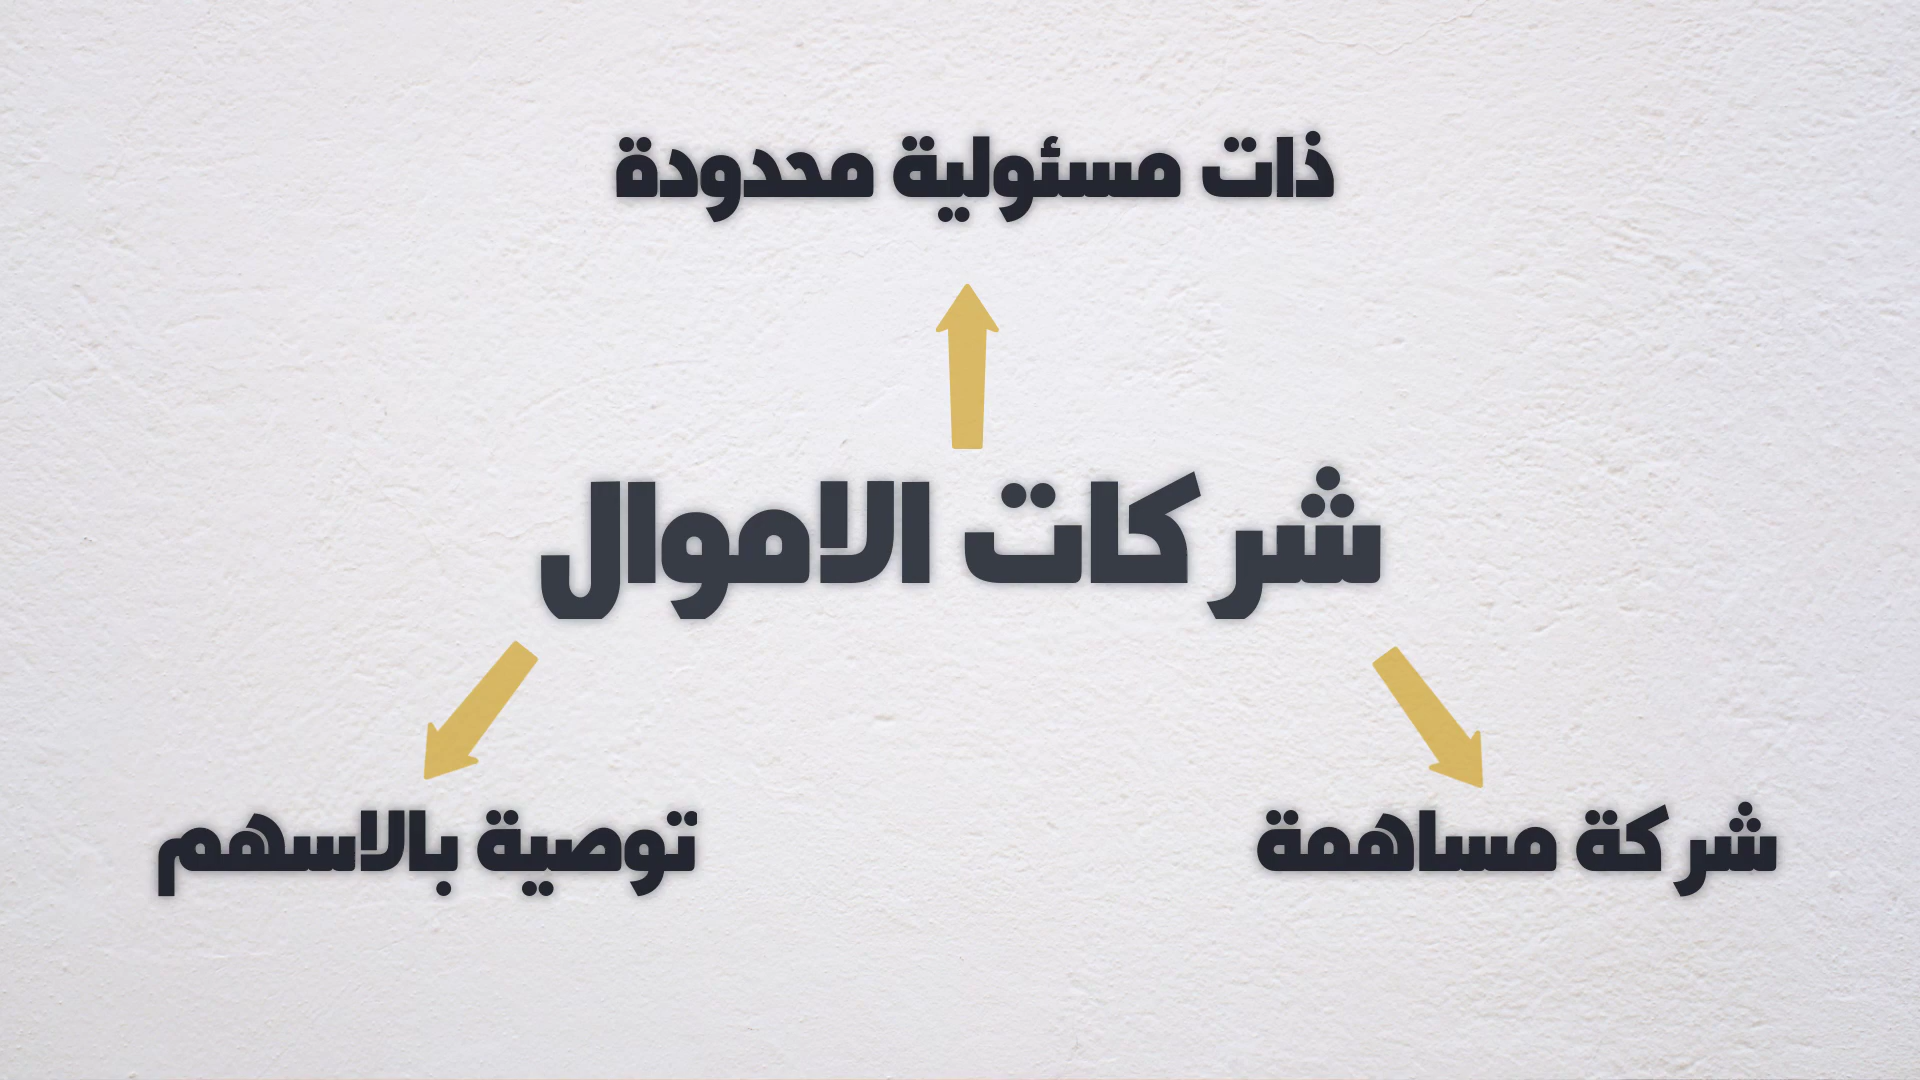 ذات مسئولية محدودة
شركات الاموال
شركة مساهمة
توصية بالاسهم